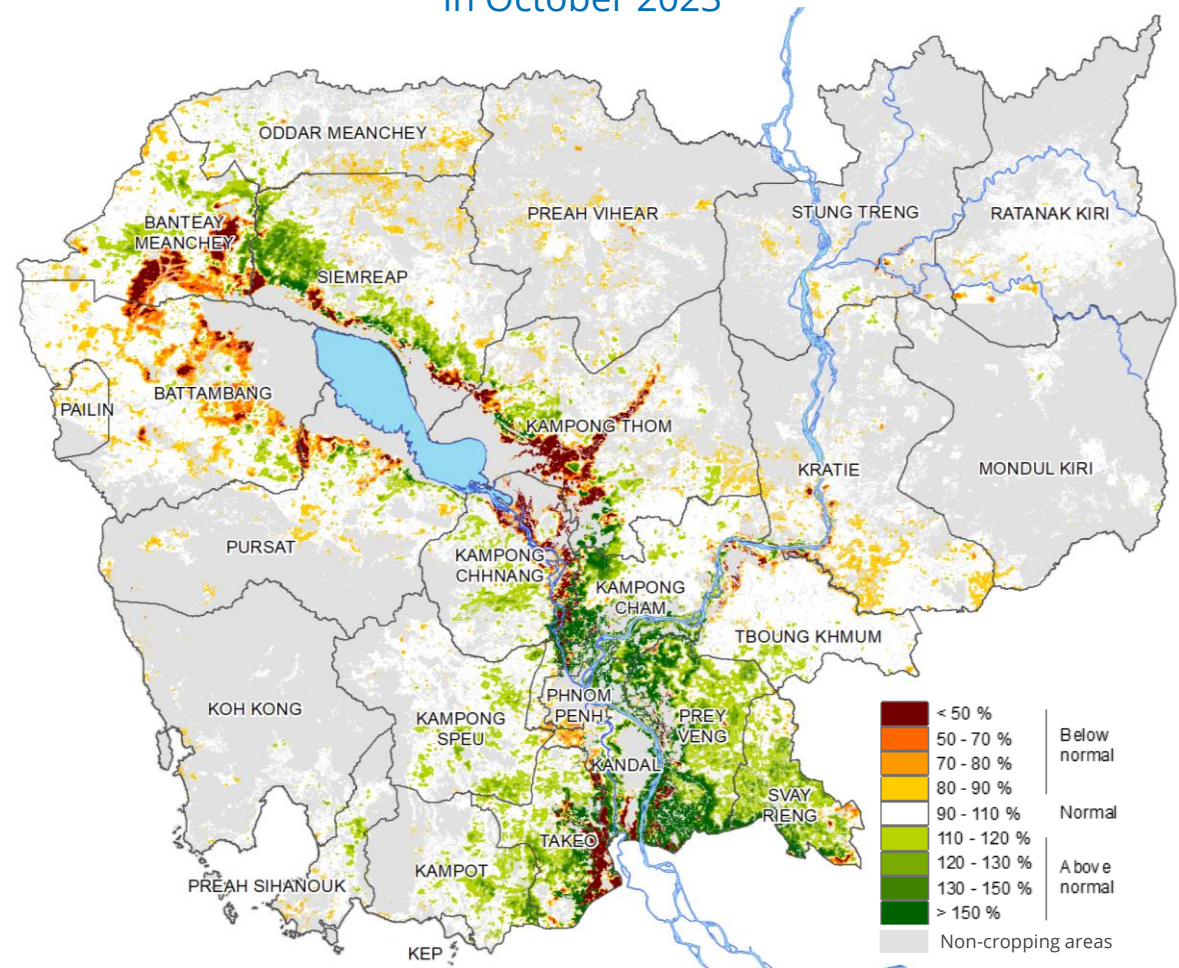 in October 2023
ODDAR MEANCHEY
BANTEAY
MEANCHEY
SIEMREAP
PREAH VIHEAR
STUNG TRENG
RATANAK KIRI
BATTAMBANG
PAILIN
KAMPONG THOM
KRATIE
MONDUL KIRI
PURSAT
KAMPONG
CHHNANG
KAMPONG
CHAM
TBOUNG KHMUM
KOH KONG
KAMPONG
SPEU
PHNOM
PENH
PREY
VENG
KANDAL
SVAY
RIENG
TAKEO
KAMPOT
PREAH SIHANOUK
KEP
< 50 %
50 - 70 %
70 - 80 %
80 - 90 %
Below
normal
90 - 110 %
Normal
110 - 120 %
120 - 130 %
130 - 150 %
> 150 %
Above
normal
Non-cropping areas